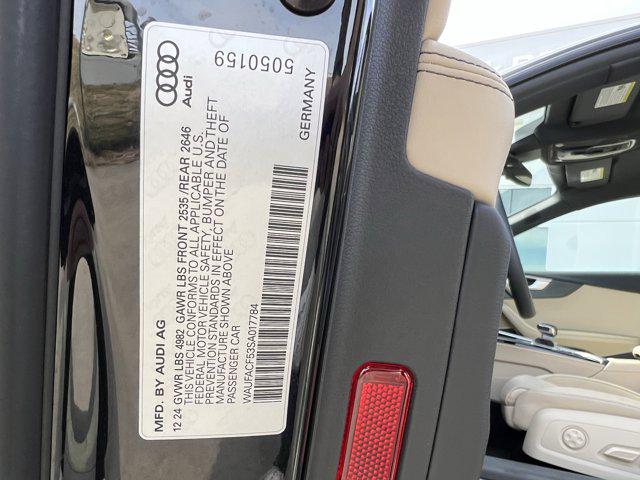 MFD. BY AUDI AG
12 24 GVWR LBS 4982 GAWR LBS FRONT 2535 /REAR 2646
THIS VEHICLE CONFORMS TO ALL APPLICABLE U.S.
FEDERAL MOTOR VEHICLE SAFETY, BUMPER AND THEFT
PREVENTION STANDARDS IN EFFECT ON THE DATE OF
MANUFACTURE SHOWN ABOVE
PASSENGER CAR
WAUFACF53SA017784
Audi
5050159
GERMANY